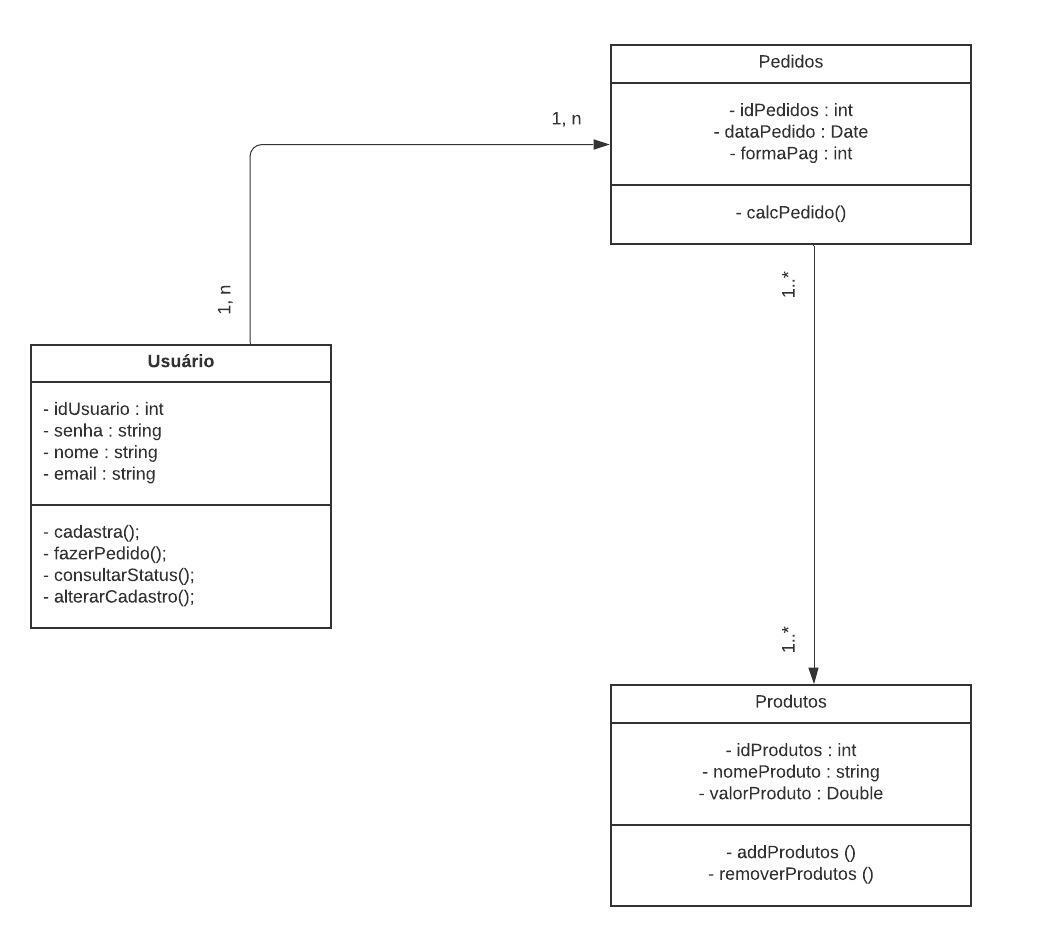 Pedidos
- idPedidos : int
- dataPedido : Date
- formaPag : int
- calcPedido()
1, n
1, n
1..*
Usuário
- idUsuario : int
- senha : string
- nome : string
- email : string
- cadastra();
- fazerPedido();
- consultarStatus();
- alterarCadastro();
1..*
Produtos
- idProdutos : int
- nomeProduto : string
- valorProduto : Double
- addProdutos ()
- removerProdutos ()